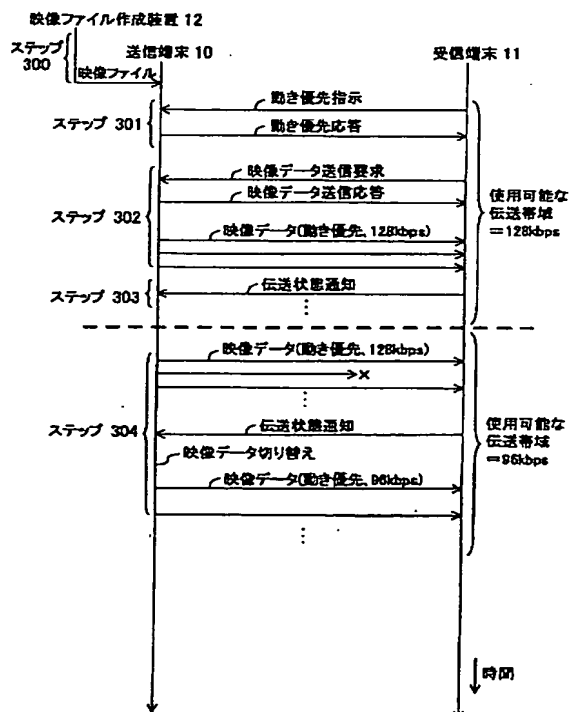 映像ファイル作成装置 12
ステップ
300
映像ファイル
送信端末 10
受信端末 11
動き優先指示
ステップ 301
動き優先応答
映像データ送信要求
映像データ送信応答
ステップ 302
映像データ(動き優先、128kbps)
使用可能な
伝送帯域
＝128kbps
ステップ 303
伝送状態通知
映像データ(動き優先、128kbps)
×
ステップ 304
伝送状態通知
映像データ切り替え
映像データ(動き優先、96kbps)
使用可能な
伝送帯域
＝96kbps
時間